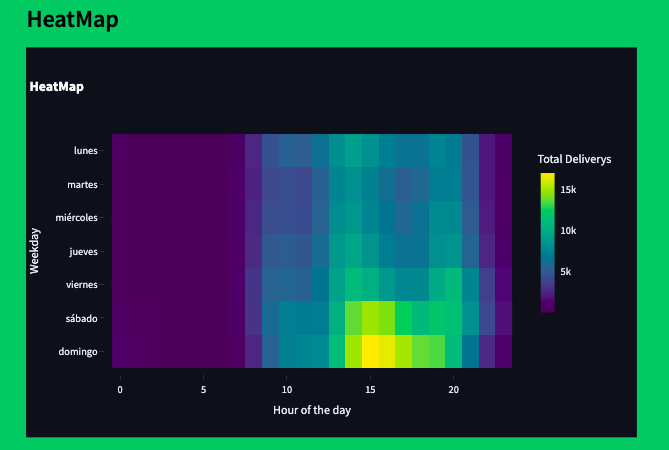 HeatMap
HeatMap
Total Deliverys
lunes
martes
miércoles
jueves
viernes
sábado
domingo
Weekday
15k
10k
5k
0 5 10 15 20
Hour of the day